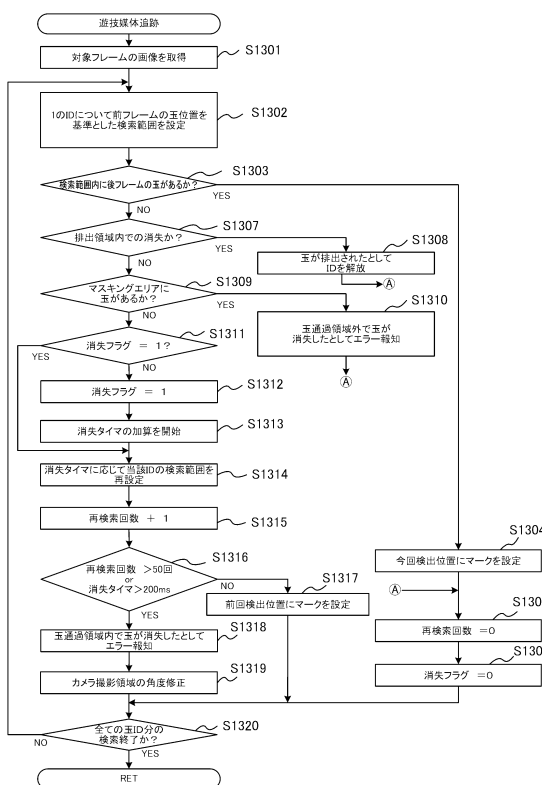 遊技媒体追跡
対象フレームの画像を取得
S1301
1のIDについて前フレームの玉位置を
基準とした検索範囲を設定
S1302
検索範囲内に後フレームの玉があるか?
S1303
YES
NO
排出領域内での消失か?
S1307
YES
NO
玉が排出されたとして
IDを解放
S1308
Ⓐ
マスキングエリアに
玉があるか?
S1309
YES
NO
玉通過領域外で玉が
消失したとしてエラー報知
S1310
Ⓐ
消失フラグ = 1?
S1311
YES
NO
消失フラグ = 1
S1312
消失タイマの加算を開始
S1313
消失タイマに応じて当該IDの検索範囲を
再設定
S1314
再検索回数 + 1
S1315
再検索回数 >50回
or
消失タイマ>200ms
S1316
NO
YES
前回検出位置にマークを設定
S1317
今回検出位置にマークを設定
S1304
Ⓐ
再検索回数 =0
S130
消失フラグ =0
S130
玉通過領域内で玉が消失したとして
エラー報知
S1318
カメラ撮影領域の角度修正
S1319
全ての玉ID分の
検索終了か?
S1320
NO
YES
RET